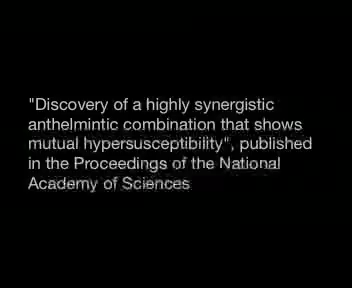 "Discovery of a highly synergistic
anthelmintic combination that shows
mutual hypersusceptibility", published
in the Proceedings of the National
Academy of Sciences